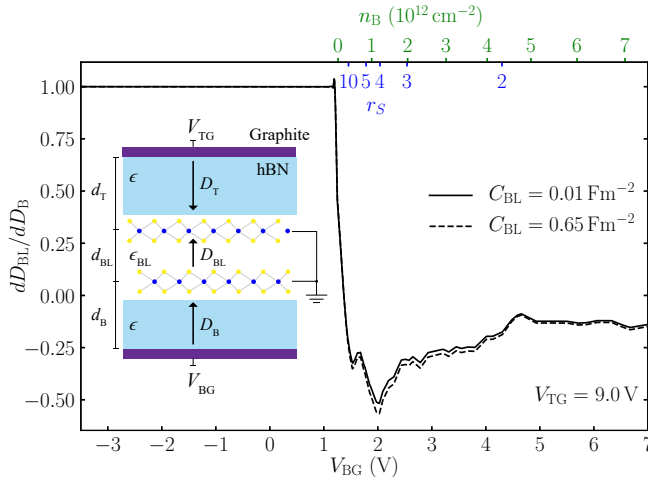 n_B (10^12 cm^−2)
0 1 2 3 4 5 6 7
10 5 4 3 2
r_S
1.00
0.75
0.50
0.25
0.00
−0.25
−0.50
dD_BL/dD_B
V_TG
Graphite
hBN
ϵ
D_T
d_T
d_BL
ϵ_BL
D_BL
d_B
ϵ
D_B
V_BG
C_BL = 0.01 Fm^−2
C_BL = 0.65 Fm^−2
V_TG = 9.0 V
−3 −2 −1 0 1 2 3 4 5 6 7
V_BG (V)